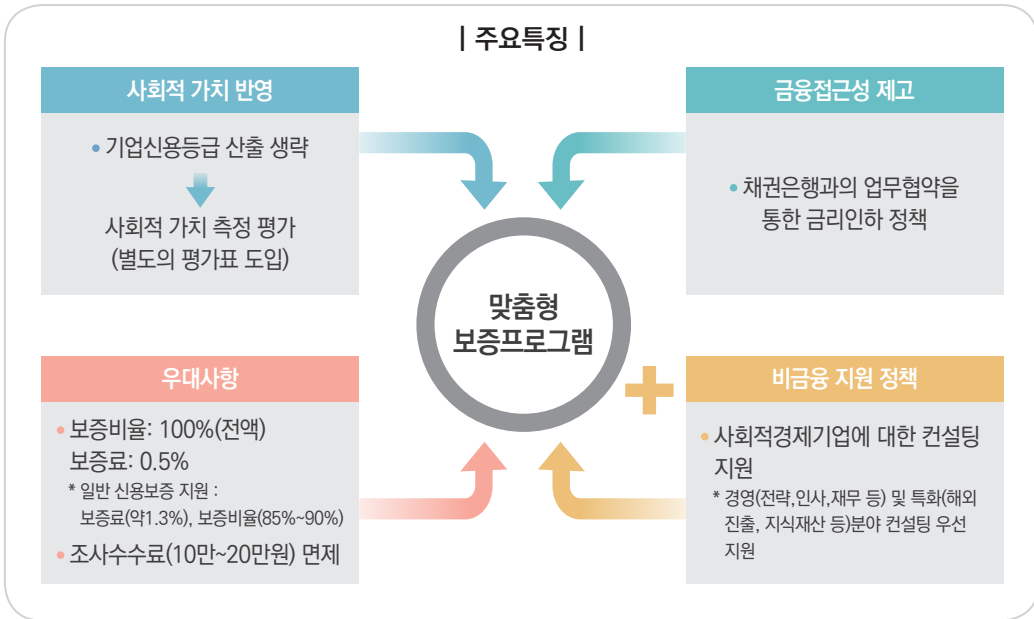 | 주요특징 |
사회적 가치 반영
• 기업신용등급 산출 생략
사회적 가치 측정 평가
(별도의 평가표 도입)
금융접근성 제고
• 채권은행과의 업무협약을
통한 금리인하 정책
맞춤형
보증프로그램
우대사항
• 보증비율: 100%(전액)
보증료: 0.5%
* 일반 신용보증 지원 :
보증료(약1.3%), 보증비율(85%~90%)
• 조사수수료(10만~20만원) 면제
비금융 지원 정책
• 사회적경제기업에 대한 컨설팅
지원
* 경영(전략,인사,재무 등) 및 특화(해외
진출, 지식재산 등)분야 컨설팅 우선
지원